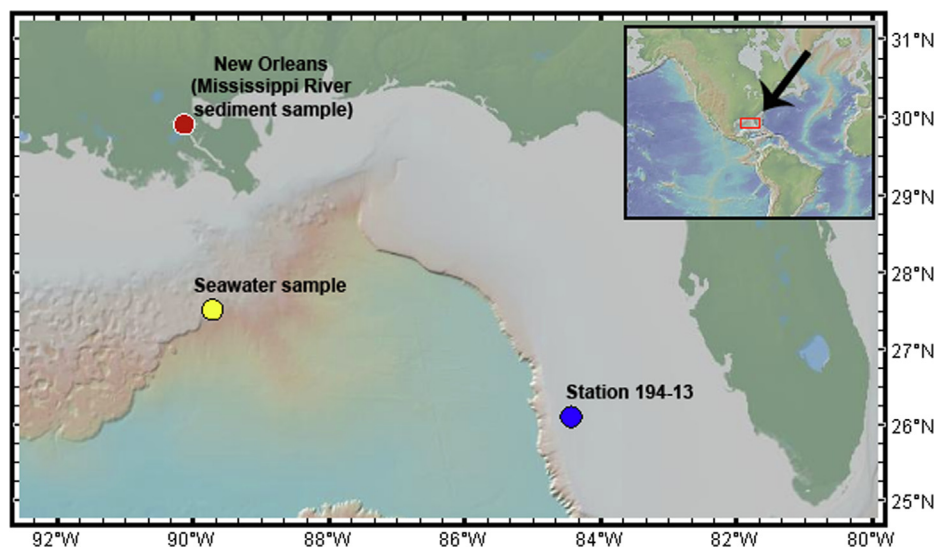 New Orleans
(Mississippi River
sediment sample)
Seawater sample
Station 194-13
31°N
30°N
29°N
28°N
27°N
26°N
25°N
92°W
90°W
88°W
86°W
84°W
82°W
80°W